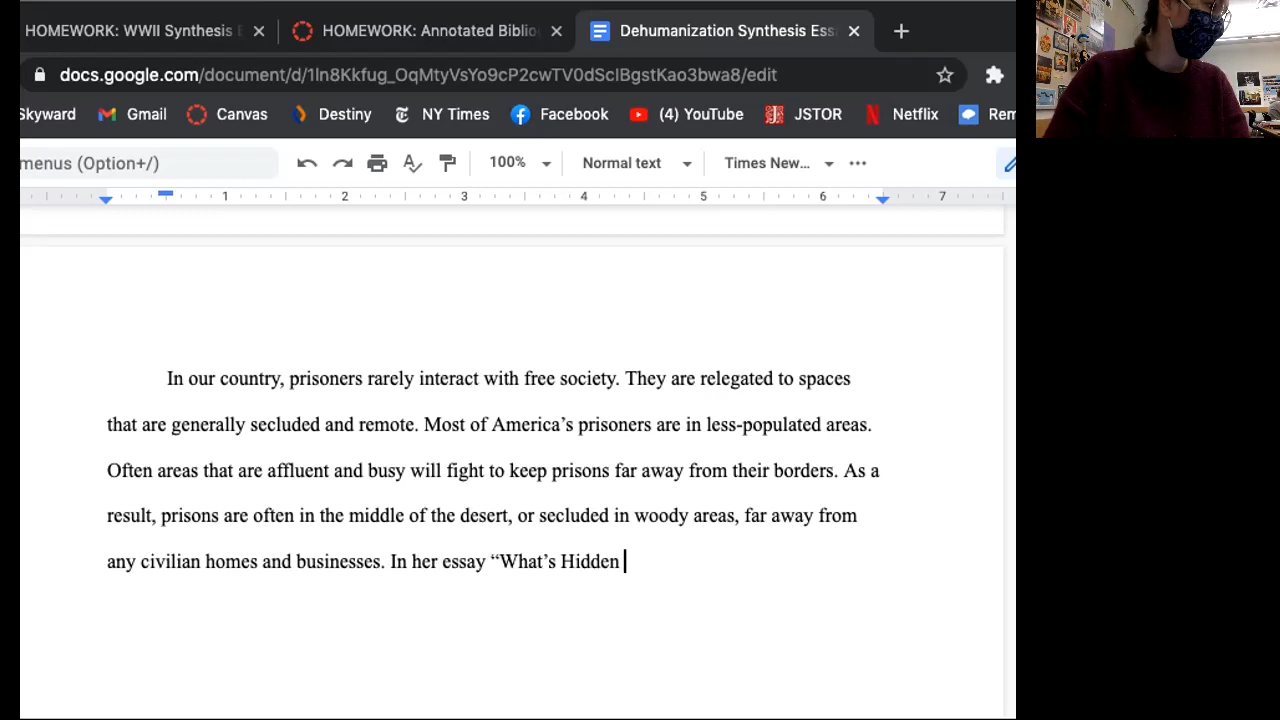 HOMEWORK: WWII Synthesis E
HOMEWORK: Annotated Biblio
Dehumanization Synthesis Ess
docs.google.com/document/d/1ln8Kkfug_OqMtyVsYo9cP2cwTV0dSclBgstKao3bwa8/edit
Skyward Gmail Canvas Destiny NY Times Facebook (4) YouTube JSTOR Netflix Rem
menus (Option+/) 100% Normal text Times New...
1 2 3 4 5 6 7
In our country, prisoners rarely interact with free society. They are relegated to spaces
that are generally secluded and remote. Most of America’s prisoners are in less-populated areas.
Often areas that are affluent and busy will fight to keep prisons far away from their borders. As a
result, prisons are often in the middle of the desert, or secluded in woody areas, far away from
any civilian homes and businesses. In her essay “What’s Hidden